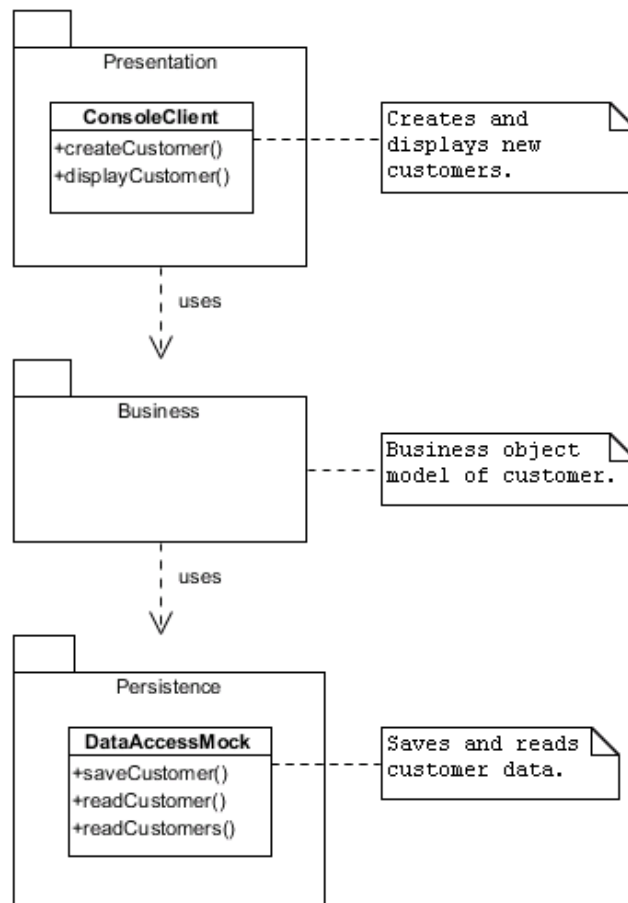 Presentation
ConsoleClient
+createCustomer()
+displayCustomer()
Creates and
displays new
customers.
uses
Business
Business object
model of customer.
uses
Persistence
DataAccessMock
+saveCustomer()
+readCustomer()
+readCustomers()
Saves and reads
customer data.